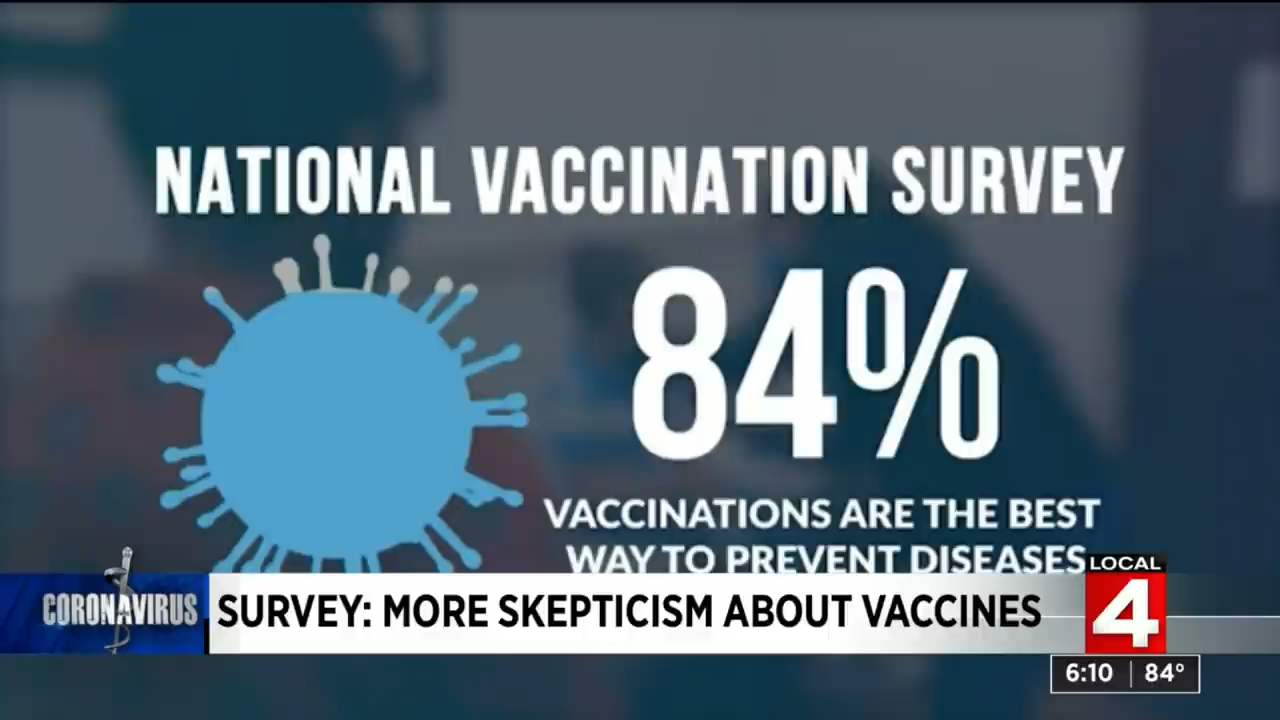 NATIONAL VACCINATION SURVEY
84%
VACCINATIONS ARE THE BEST
WAY TO PREVENT DISEASES
CORONAVIRUS
SURVEY: MORE SKEPTICISM ABOUT VACCINES
LOCAL
4
6:10 84°